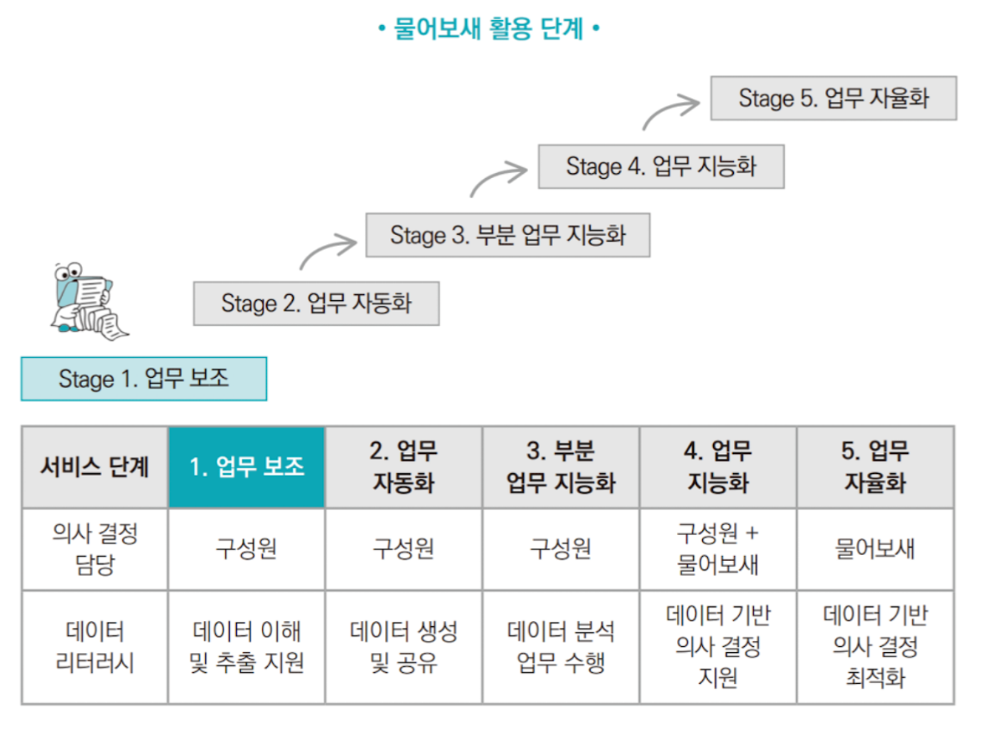 • 물어보새 활용 단계 •
Stage 5. 업무 자율화
Stage 4. 업무 지능화
Stage 3. 부분 업무 지능화
Stage 2. 업무 자동화
Stage 1. 업무 보조
서비스 단계
1. 업무 보조
2. 업무
자동화
3. 부분
업무 지능화
4. 업무
지능화
5. 업무
자율화
의사 결정
담당
구성원
구성원
구성원
구성원 +
물어보새
물어보새
데이터
리터러시
데이터 이해
및 추출 지원
데이터 생성
및 공유
데이터 분석
업무 수행
데이터 기반
의사 결정
지원
데이터 기반
의사 결정
최적화